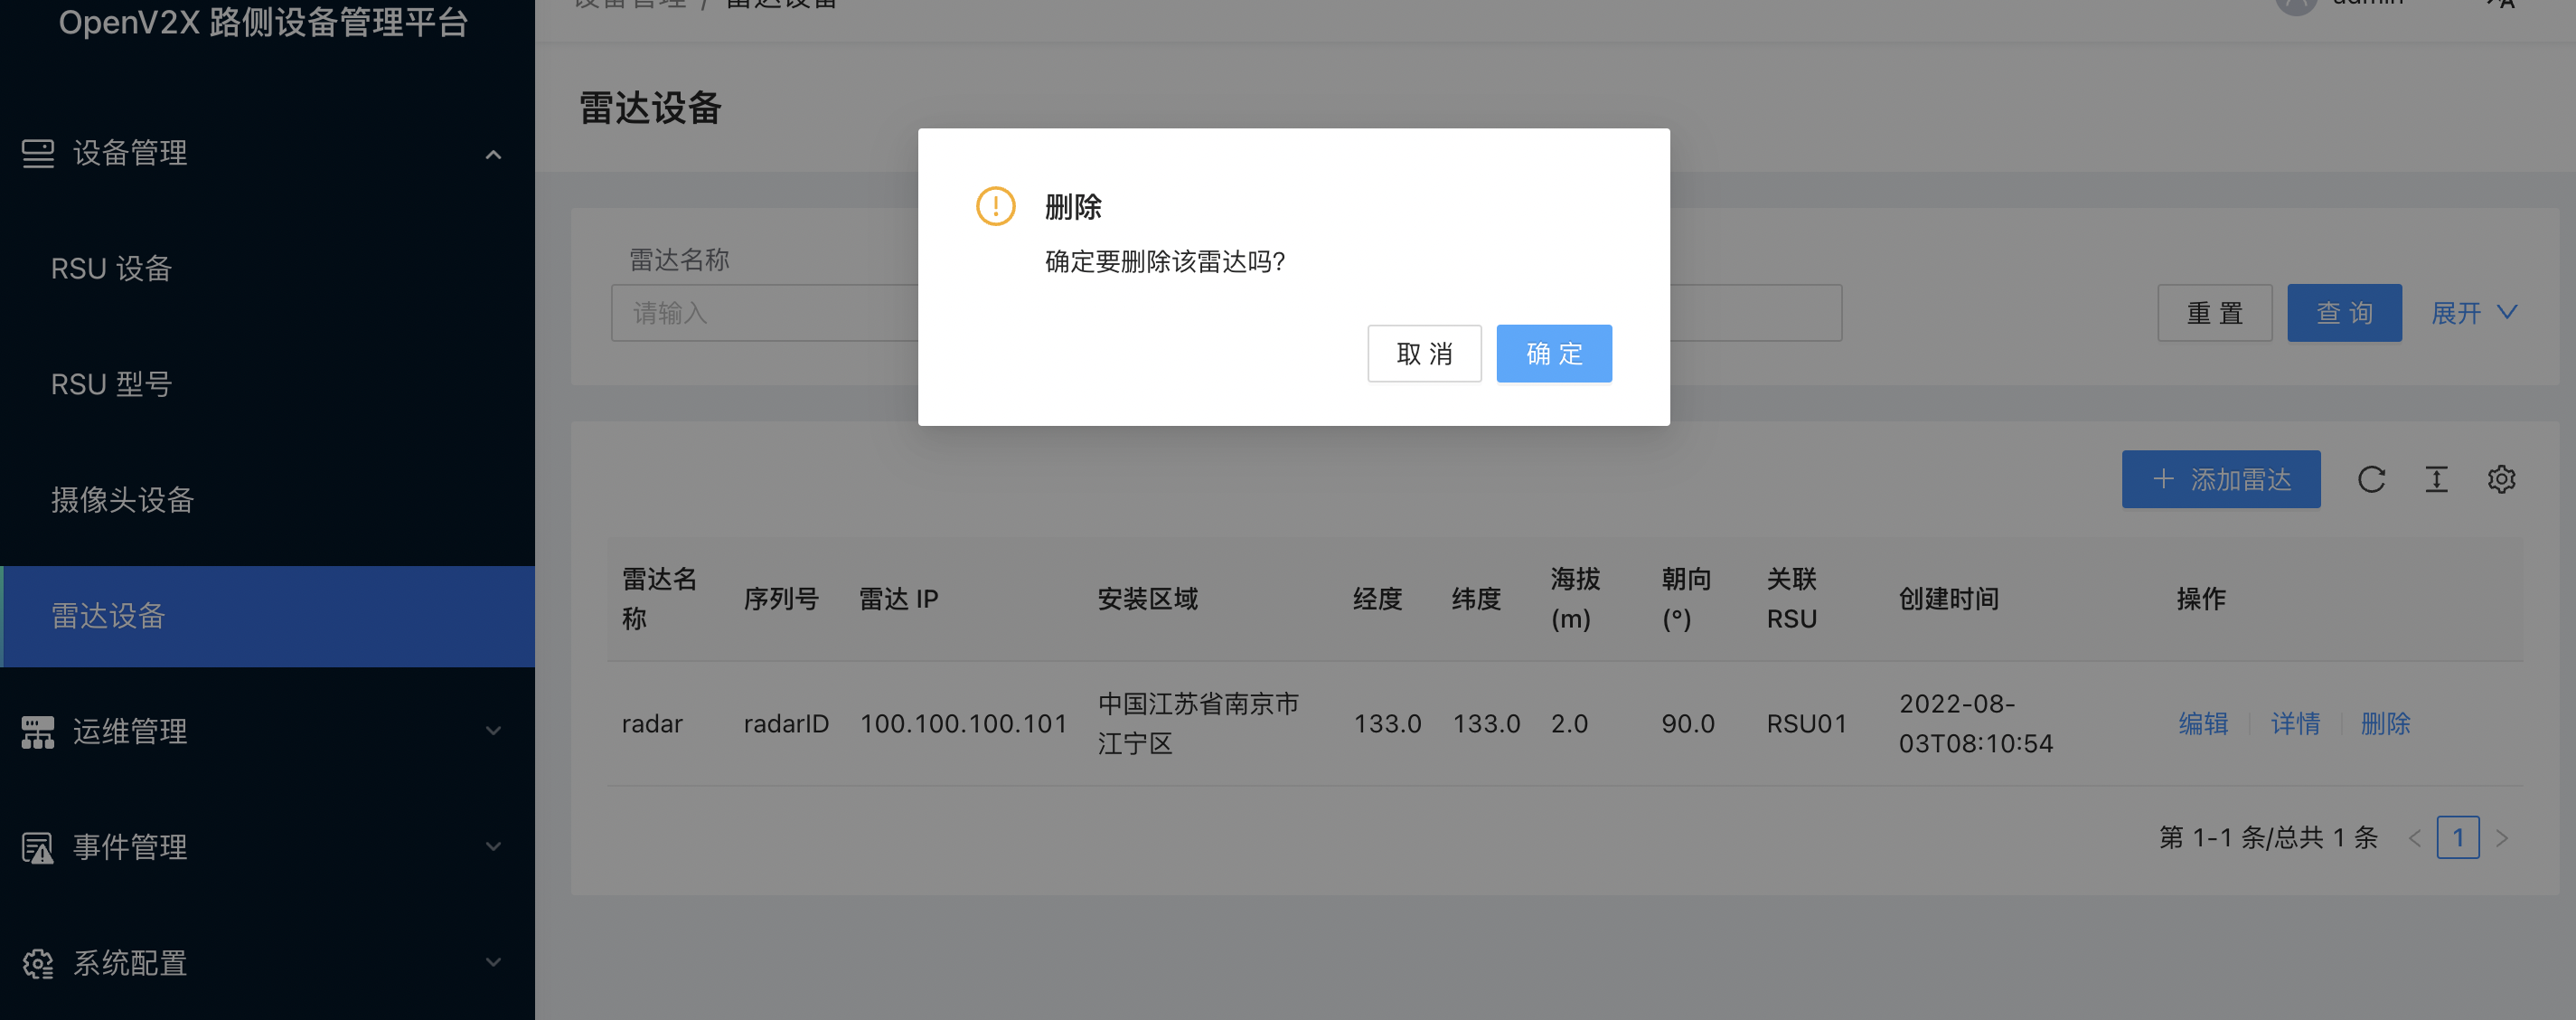 OpenV2X 路侧设备管理平台
设备管理 / 雷达设备
admin
设备管理
RSU 设备
RSU 型号
摄像头设备
雷达设备
运维管理
事件管理
系统配置
雷达设备
删除
确定要删除该雷达吗?
取 消
确 定
雷达名称
请输入
重 置
查 询
展开
添加雷达
雷达名
称
序列号
雷达 IP
安装区域
经度
纬度
海拔
(m)
朝向
(°)
关联
RSU
创建时间
操作
radar
radarID
100.100.100.101
中国江苏省南京市
江宁区
133.0
133.0
2.0
90.0
RSU01
2022-08-
03T08:10:54
编辑
详情
删除
第 1-1 条/总共 1 条
1